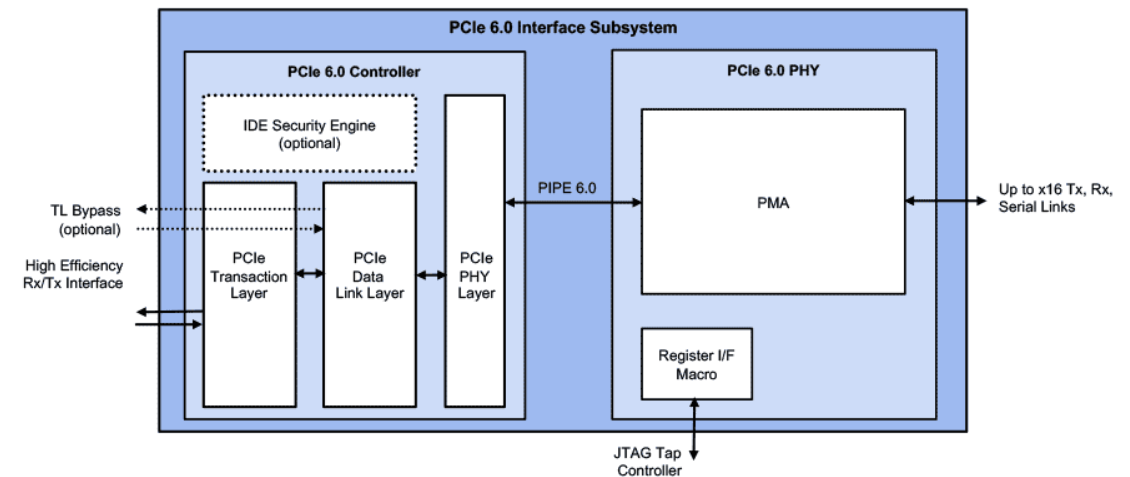 PCIe 6.0 Interface Subsystem
PCIe 6.0 Controller
IDE Security Engine
(optional)
TL Bypass
(optional)
High Efficiency
Rx/Tx Interface
PCIe
Transaction
Layer
PCIe
Data
Link Layer
PCIe
PHY
Layer
PIPE 6.0
PCIe 6.0 PHY
PMA
Up to x16 Tx, Rx,
Serial Links
Register I/F
Macro
JTAG Tap
Controller